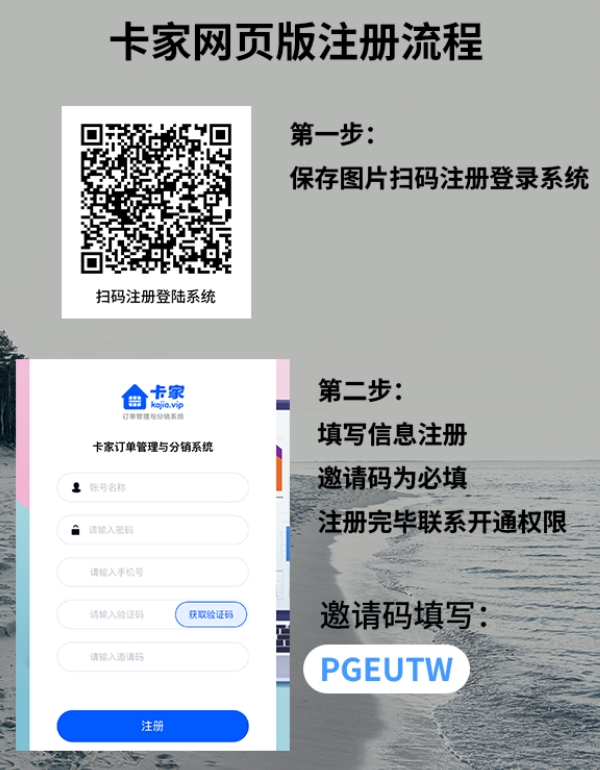 卡家网页版注册流程
第一步：
保存图片扫码注册登录系统
扫码注册登陆系统
卡家
kajia.vip
订单管理与分销系统
卡家订单管理与分销系统
账号名称
请输入密码
请输入手机号
请输入验证码
获取验证码
请输入邀请码
注册
第二步：
填写信息注册
邀请码为必填
注册完毕联系开通权限
邀请码填写：
PGEUTW